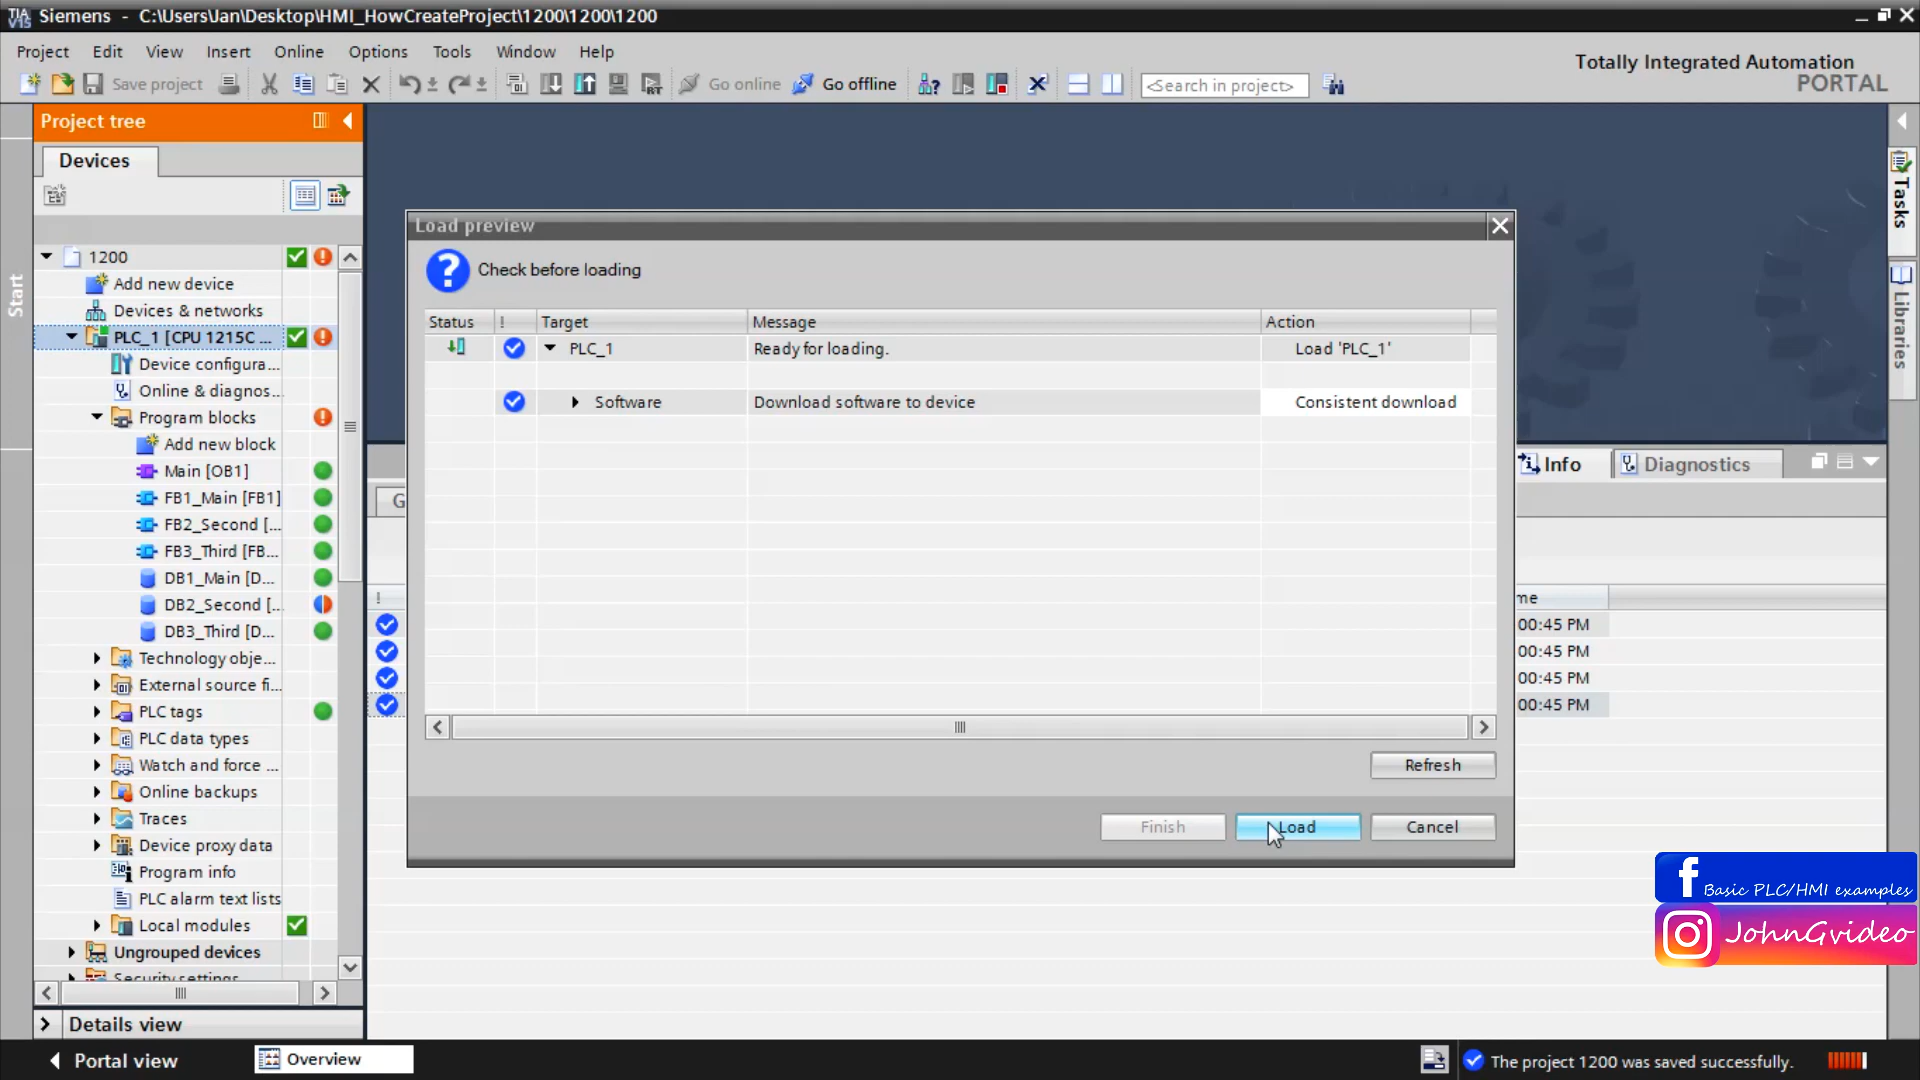 Siemens - C:\Users\Jan\Desktop\HMI_HowCreateProject\1200\1200\1200
Project Edit View Insert Online Options Tools Window Help
Totally Integrated Automation
PORTAL
Save project
Go online
Go offline
<Search in project>
Project tree
Devices
Start
1200
Add new device
Devices & networks
PLC_1 [CPU 1215C ...
Device configura...
Online & diagnos...
Program blocks
Add new block
Main [OB1]
FB1_Main [FB1]
FB2_Second [...
FB3_Third [FB...
DB1_Main [D...
DB2_Second [...
DB3_Third [D...
Technology obje...
External source fi...
PLC tags
PLC data types
Watch and force ...
Online backups
Traces
Device proxy data
Program info
PLC alarm text lists
Local modules
Ungrouped devices
Security settings
Details view
Load preview
Check before loading
Status ! Target Message Action
PLC_1 Ready for loading. Load 'PLC_1'
Software Download software to device Consistent download
Refresh
Finish Load Cancel
G
!
Info
Diagnostics
me
00:45 PM
00:45 PM
00:45 PM
00:45 PM
Tasks
Libraries
Basic PLC/HMI examples
JohnGvideo
Portal view
Overview
The project 1200 was saved successfully.